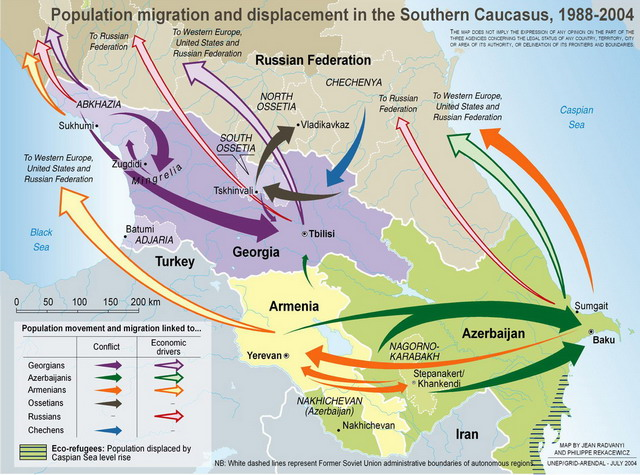 Population migration and displacement in the Southern Caucasus, 1988-2004
THE MAP DOES NOT IMPLY THE EXPRESSION OF ANY OPINION ON THE PART OF THE
THREE AGENCIES CONCERNING THE LEGAL STATUS OF ANY COUNTRY, TERRITORY, CITY
OR AREA OF ITS AUTHORITY, OR DELINEATION OF ITS FRONTIERS AND BOUNDARIES.
To Russian
Federation
To Western Europe,
United States and
Russian Federation
Russian Federation
CHECHENYA
NORTH
OSSETIA
Vladikavkaz
To Russian
Federation
To Western Europe,
United States and
Russian Federation
Caspian
Sea
ABKHAZIA
Sukhumi
SOUTH
OSSETIA
Zugdidi
Mingrelia
Tskhinvali
To Western Europe,
United States and
Russian Federation
Black
Sea
Batumi
ADJARIA
Tbilisi
Georgia
Turkey
0 50 100 150 200 km
Armenia
Sumgait
Azerbaijan
Baku
NAGORNO-
KARABAKH
Yerevan
Stepanakert/
Khankendi
NAKHICHEVAN
(Azerbaijan)
Nakhichevan
Iran
Population movement and migration linked to...
Conflict
Economic
drivers
Georgians
Azerbaijanis
Armenians
Ossetians –
Russians –
Chechens –
Eco-refugees: Population displaced by
Caspian Sea level rise
NB: White dashed lines represent Former Soviet Union administrative boundaries of autonomous regions.
MAP BY JEAN RADVANYI
AND PHILIPPE REKACEWICZ
UNEP/GRID-ARENDAL - JULY 2004